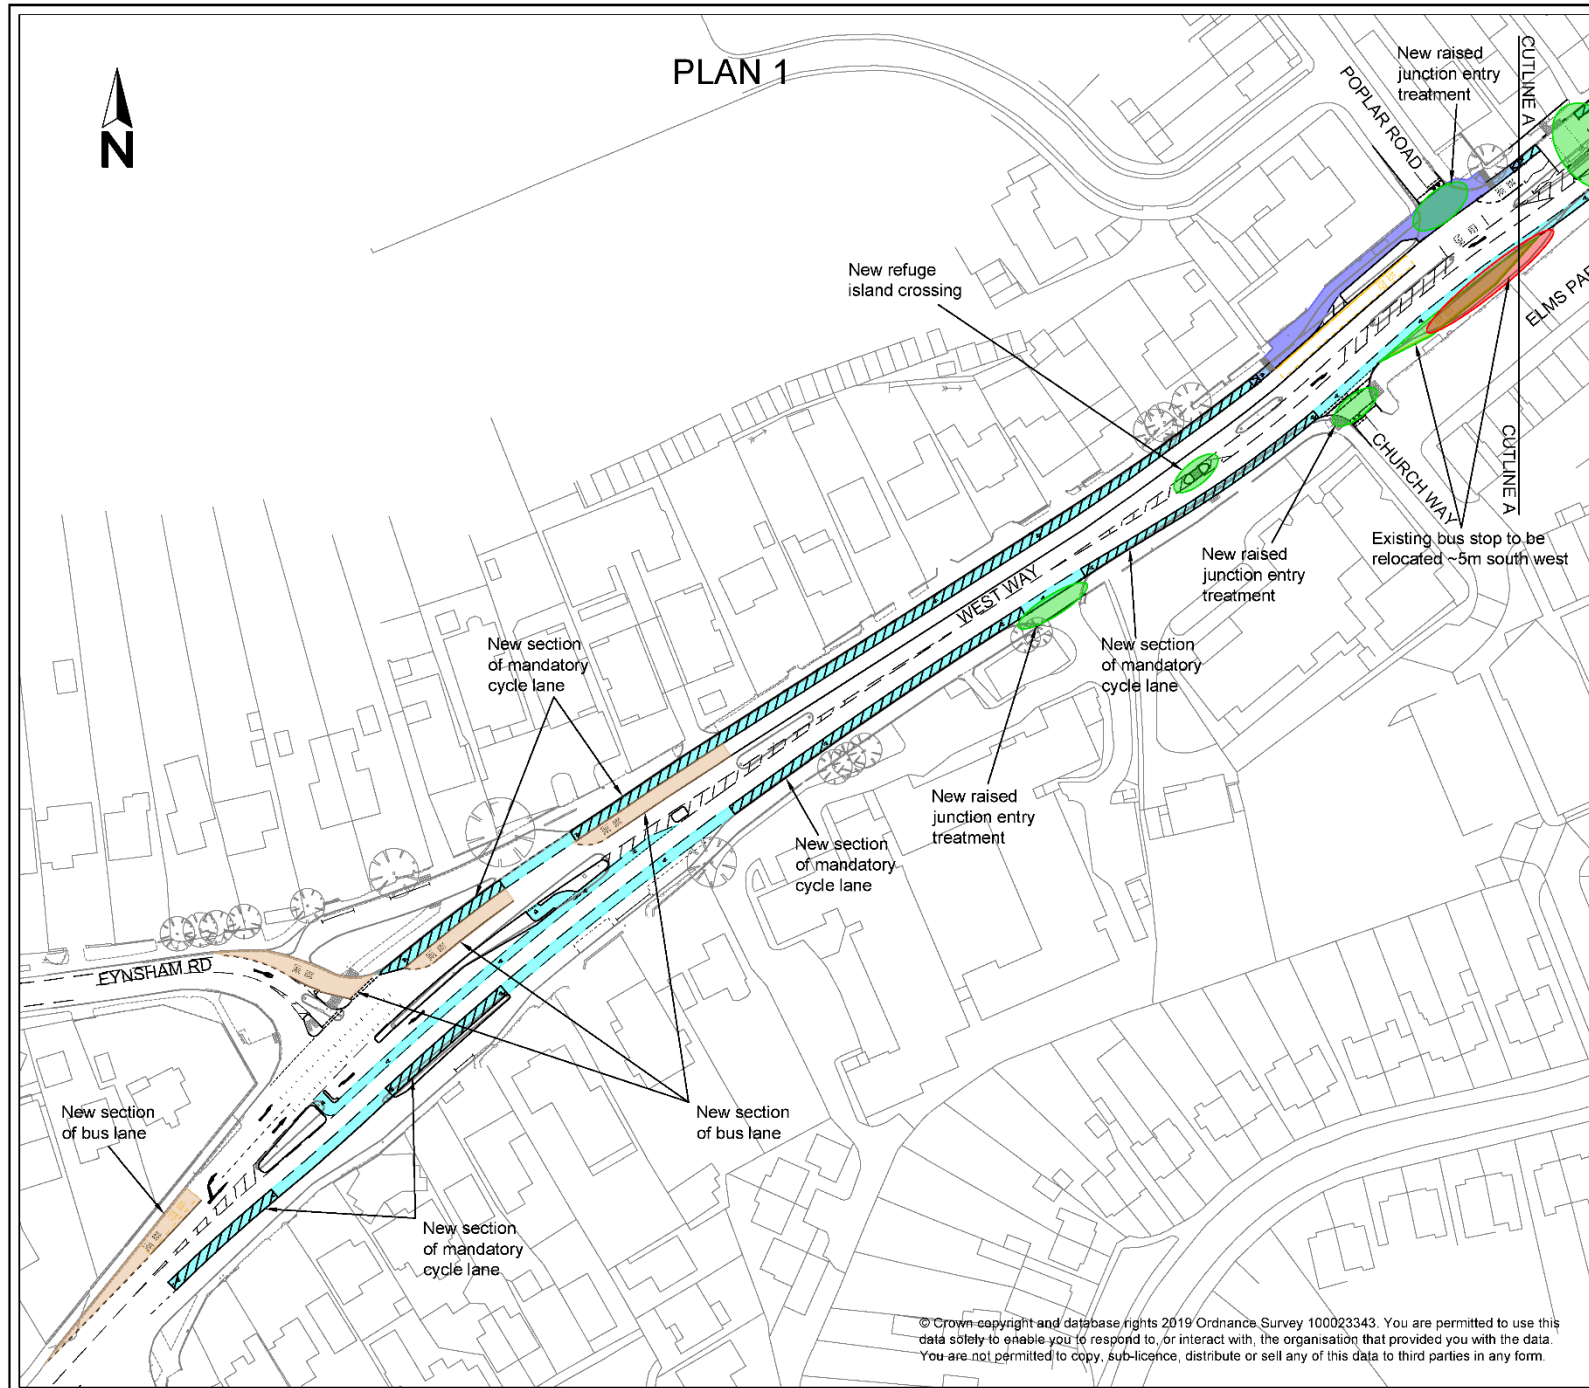 PLAN 1
N
New raised
junction entry
treatment
CUTLINE A
POPLAR ROAD
New refuge
island crossing
ELMS PAR
CHURCH WAY
CUTLINE A
Existing bus stop to be
relocated ~5m south west
New raised
junction entry
treatment
WEST WAY
New section
of mandatory
cycle lane
New section
of mandatory
cycle lane
New raised
junction entry
treatment
New section
of mandatory
cycle lane
EYNSHAM RD
New section
of bus lane
New section
of bus lane
New section
of mandatory
cycle lane
© Crown copyright and database rights 2019 Ordnance Survey 100023343. You are permitted to use this
data solely to enable you to respond to, or interact with, the organisation that provided you with the data.
You are not permitted to copy, sub-licence, distribute or sell any of this data to third parties in any form.